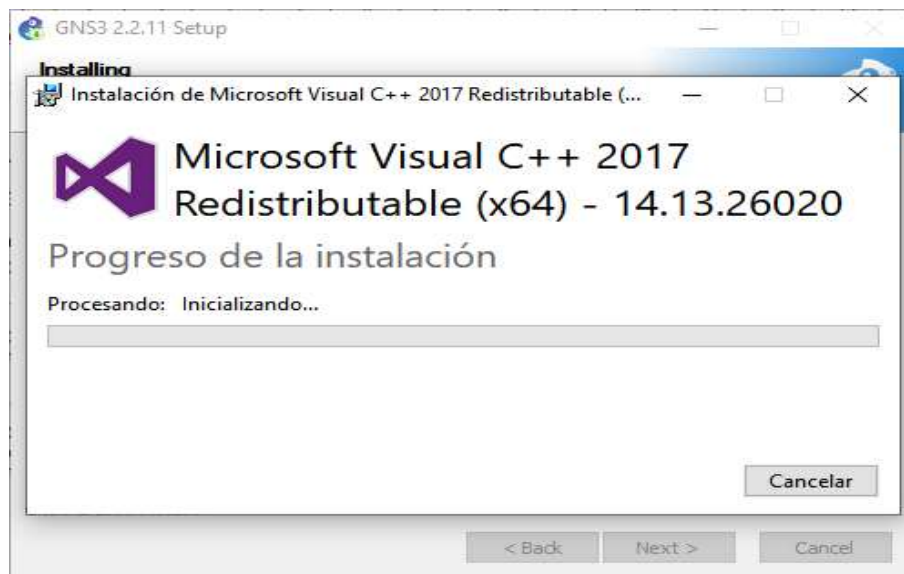 GNS3 2.2.11 Setup
Installing
Instalación de Microsoft Visual C++ 2017 Redistributable (...
Microsoft Visual C++ 2017
Redistributable (x64) - 14.13.26020
Progreso de la instalación
Procesando: Inicializando...
Cancelar
< Back Next > Cancel